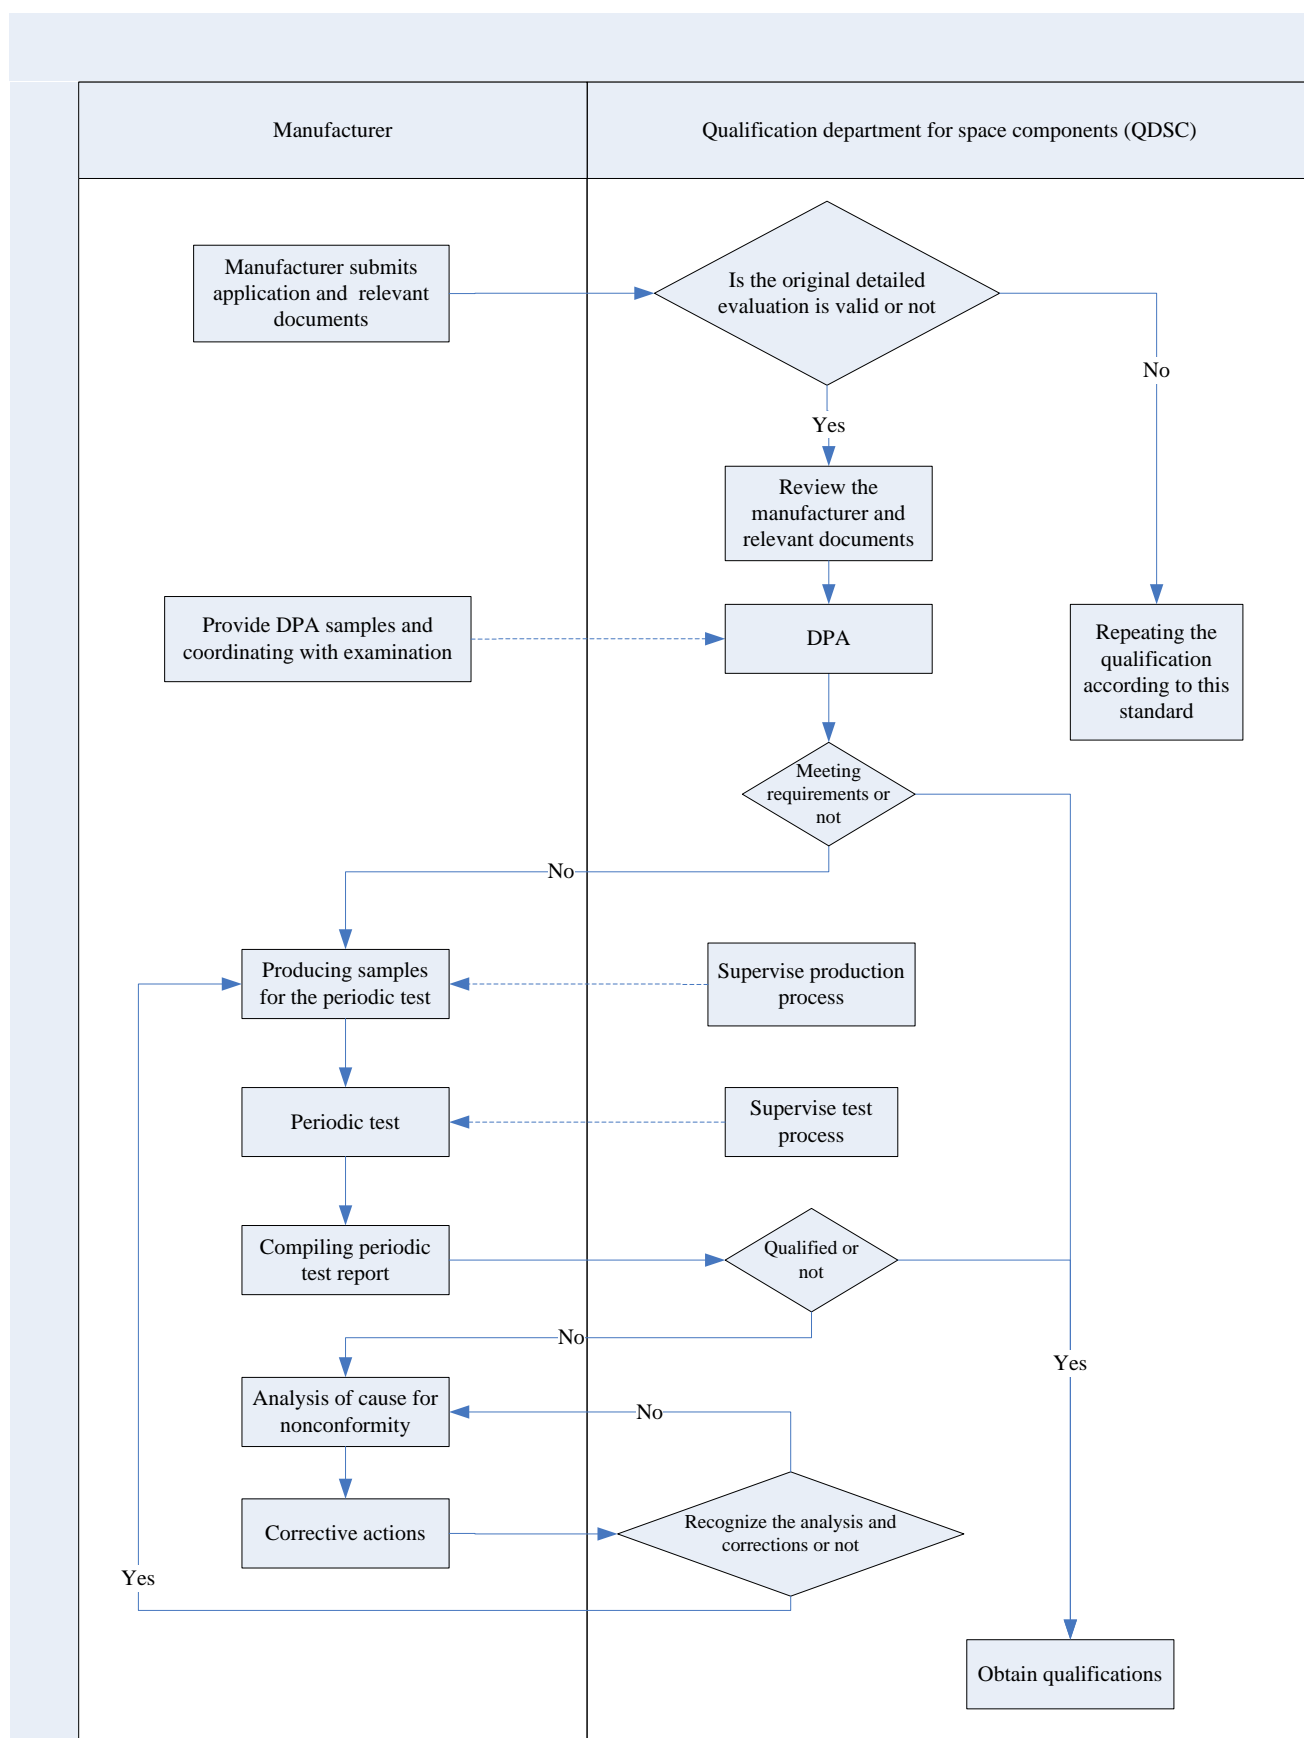 Manufacturer
Qualification department for space components (QDSC)
Manufacturer submits
application and relevant
documents
Is the original detailed
evaluation is valid or not
No
Yes
Review the
manufacturer and
relevant documents
Provide DPA samples and
coordinating with examination
DPA
Repeating the
qualification
according to this
standard
Meeting
requirements or
not
No
Producing samples
for the periodic test
Supervise production
process
Periodic test
Supervise test
process
Compiling periodic
test report
Qualified or
not
No
Yes
Analysis of cause for
nonconformity
No
Corrective actions
Recognize the analysis and
corrections or not
Yes
Obtain qualifications